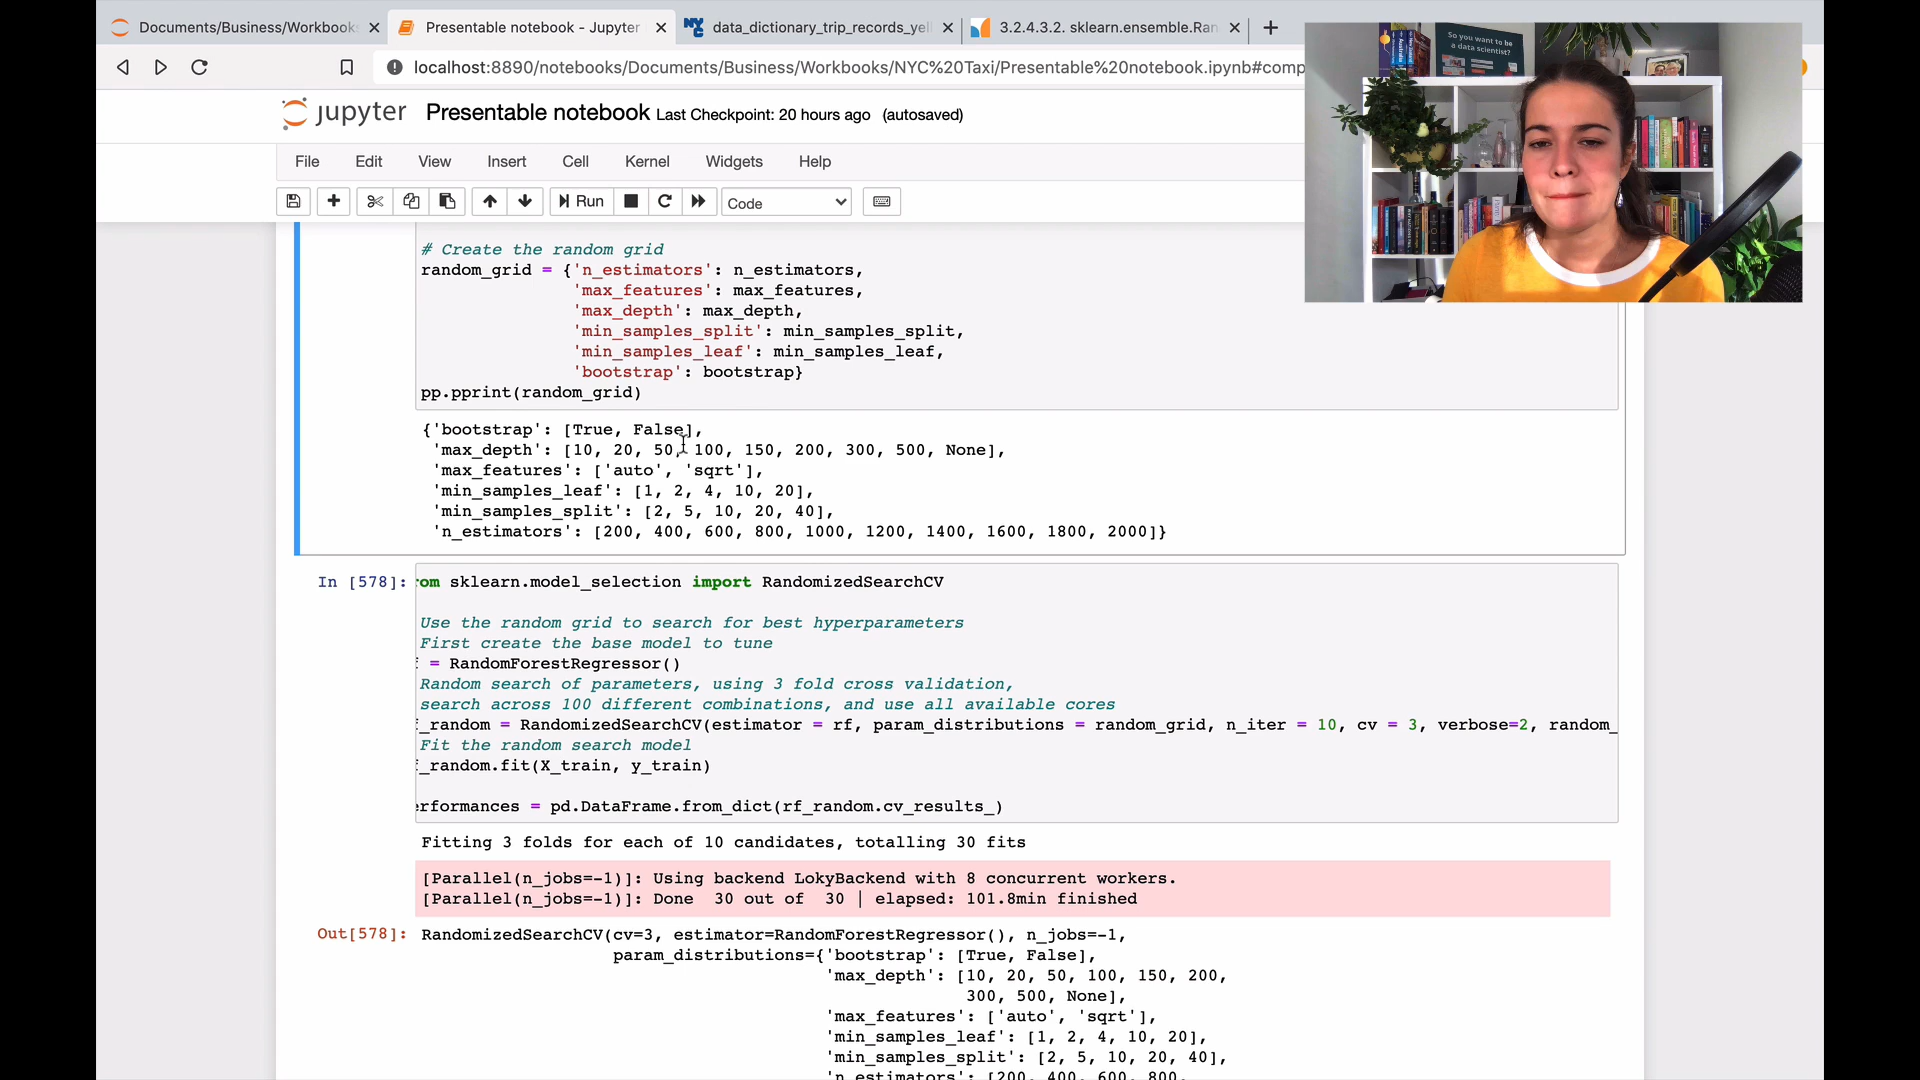 Documents/Business/Workbooks
Presentable notebook - Jupyter
data_dictionary_trip_records_yell
3.2.4.3.2. sklearn.ensemble.Ran
localhost:8890/notebooks/Documents/Business/Workbooks/NYC%20Taxi/Presentable%20notebook.ipynb#comp
jupyter Presentable notebook Last Checkpoint: 20 hours ago (autosaved)
File Edit View Insert Cell Kernel Widgets Help
Run Code
So you want to be
a data scientist?
# Create the random grid
random_grid = {'n_estimators': n_estimators,
'max_features': max_features,
'max_depth': max_depth,
'min_samples_split': min_samples_split,
'min_samples_leaf': min_samples_leaf,
'bootstrap': bootstrap}
pp.pprint(random_grid)
{'bootstrap': [True, False],
'max_depth': [10, 20, 50, 100, 150, 200, 300, 500, None],
'max_features': ['auto', 'sqrt'],
'min_samples_leaf': [1, 2, 4, 10, 20],
'min_samples_split': [2, 5, 10, 20, 40],
'n_estimators': [200, 400, 600, 800, 1000, 1200, 1400, 1600, 1800, 2000]}
In [578]: rom sklearn.model_selection import RandomizedSearchCV
Use the random grid to search for best hyperparameters
First create the base model to tune
f = RandomForestRegressor()
Random search of parameters, using 3 fold cross validation,
search across 100 different combinations, and use all available cores
f_random = RandomizedSearchCV(estimator = rf, param_distributions = random_grid, n_iter = 10, cv = 3, verbose=2, random_
Fit the random search model
f_random.fit(X_train, y_train)
erformances = pd.DataFrame.from_dict(rf_random.cv_results_)
Fitting 3 folds for each of 10 candidates, totalling 30 fits
[Parallel(n_jobs=-1)]: Using backend LokyBackend with 8 concurrent workers.
[Parallel(n_jobs=-1)]: Done 30 out of 30 | elapsed: 101.8min finished
Out[578]: RandomizedSearchCV(cv=3, estimator=RandomForestRegressor(), n_jobs=-1,
param_distributions={'bootstrap': [True, False],
'max_depth': [10, 20, 50, 100, 150, 200,
300, 500, None],
'max_features': ['auto', 'sqrt'],
'min_samples_leaf': [1, 2, 4, 10, 20],
'min_samples_split': [2, 5, 10, 20, 40],
'n_estimators': [200, 400, 600, 800,